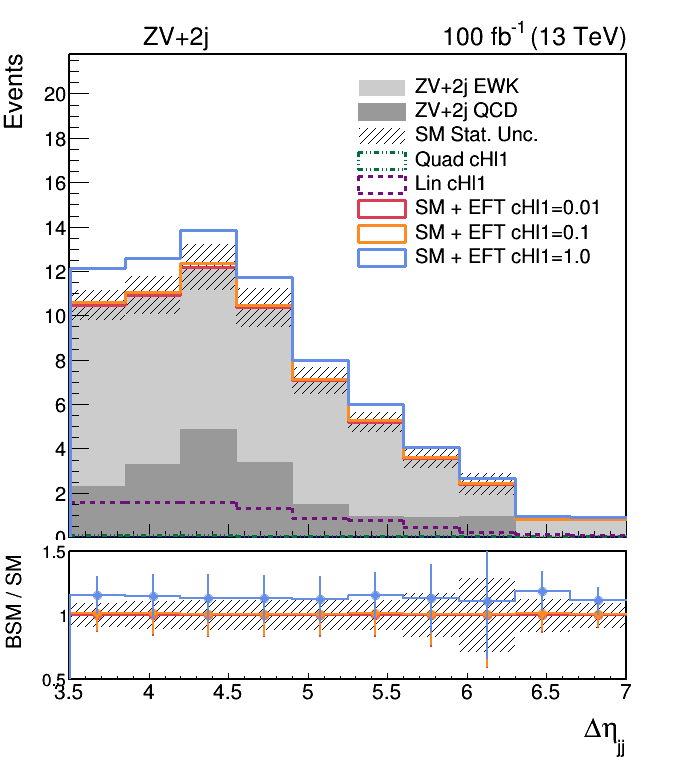 ZV+2j 100 fb⁻¹ (13 TeV)
Events
20
18
16
14
12
10
8
6
4
2
0
ZV+2j EWK
ZV+2j QCD
SM Stat. Unc.
Quad cHl1
Lin cHl1
SM + EFT cHl1=0.01
SM + EFT cHl1=0.1
SM + EFT cHl1=1.0
BSM / SM
1.5
1
0.5
3.5 4 4.5 5 5.5 6 6.5 7
Δη_jj